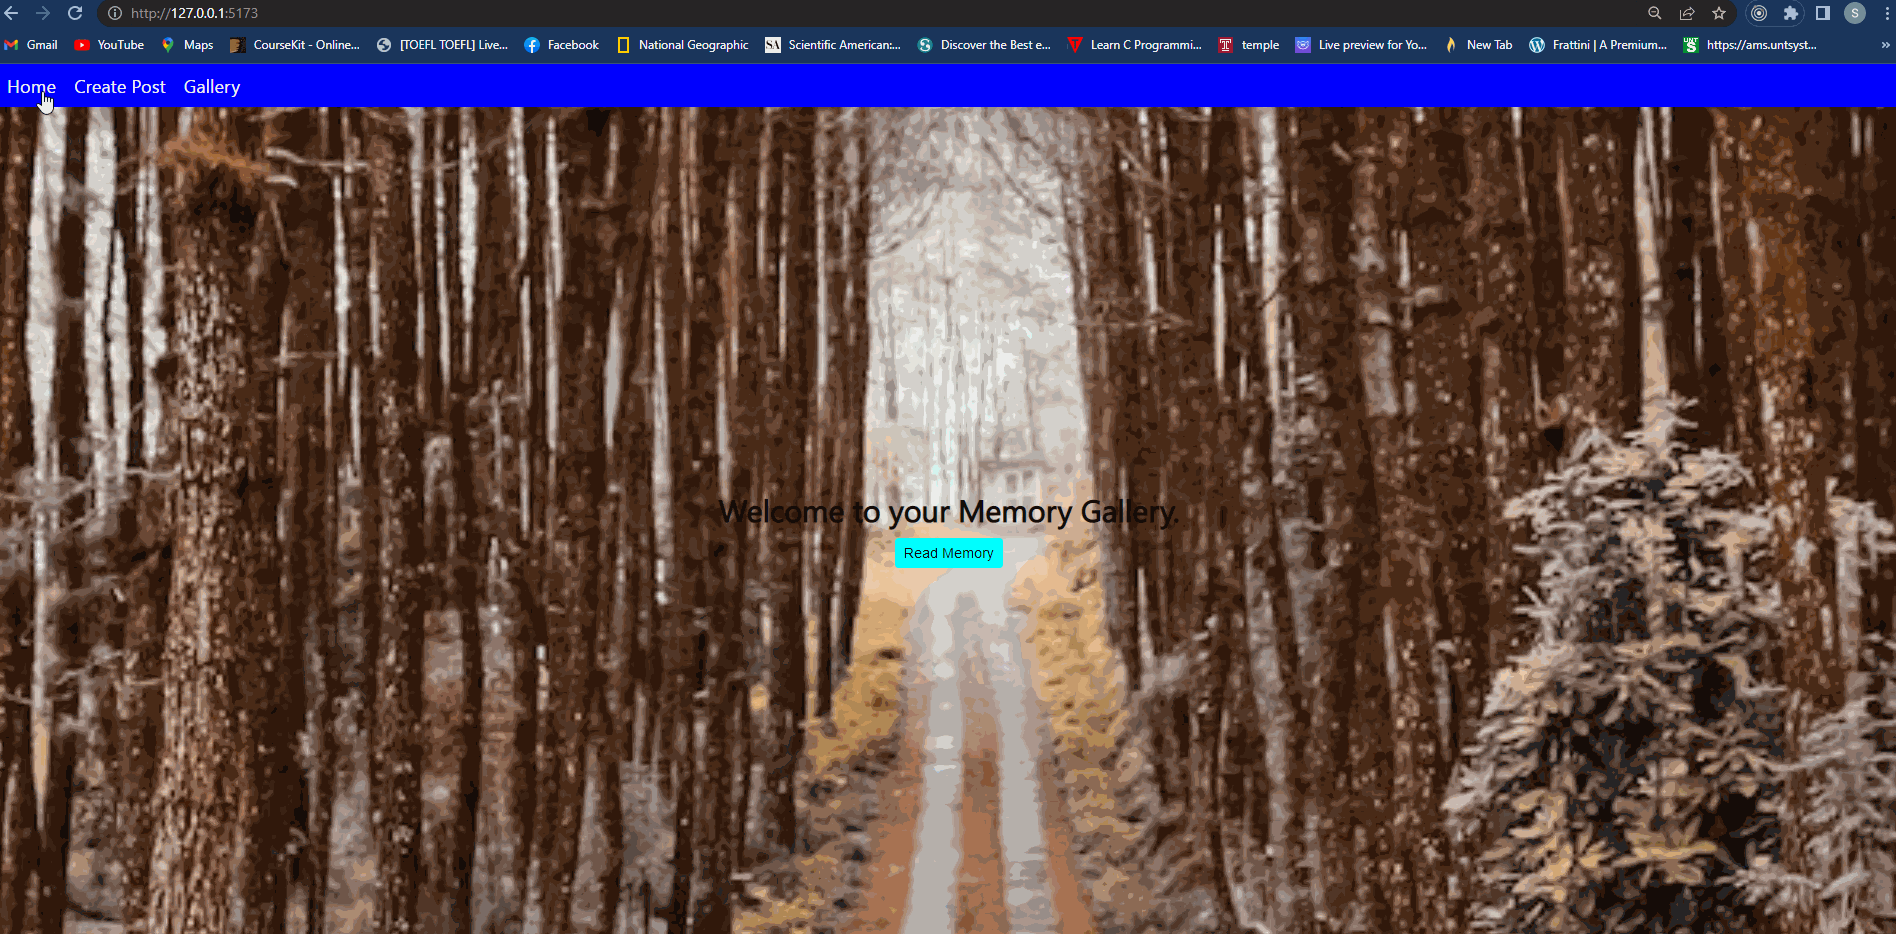 http://127.0.0.1:5173 S
Gmail YouTube Maps CourseKit - Online... [TOEFL TOEFL] Live... Facebook National Geographic SA Scientific American:... Discover the Best e... Learn C Programmi... temple Live preview for Yo... New Tab Frattini | A Premium... UNT S https://ams.untsyst... »
Home Create Post Gallery
Welcome to your Memory Gallery.
Read Memory